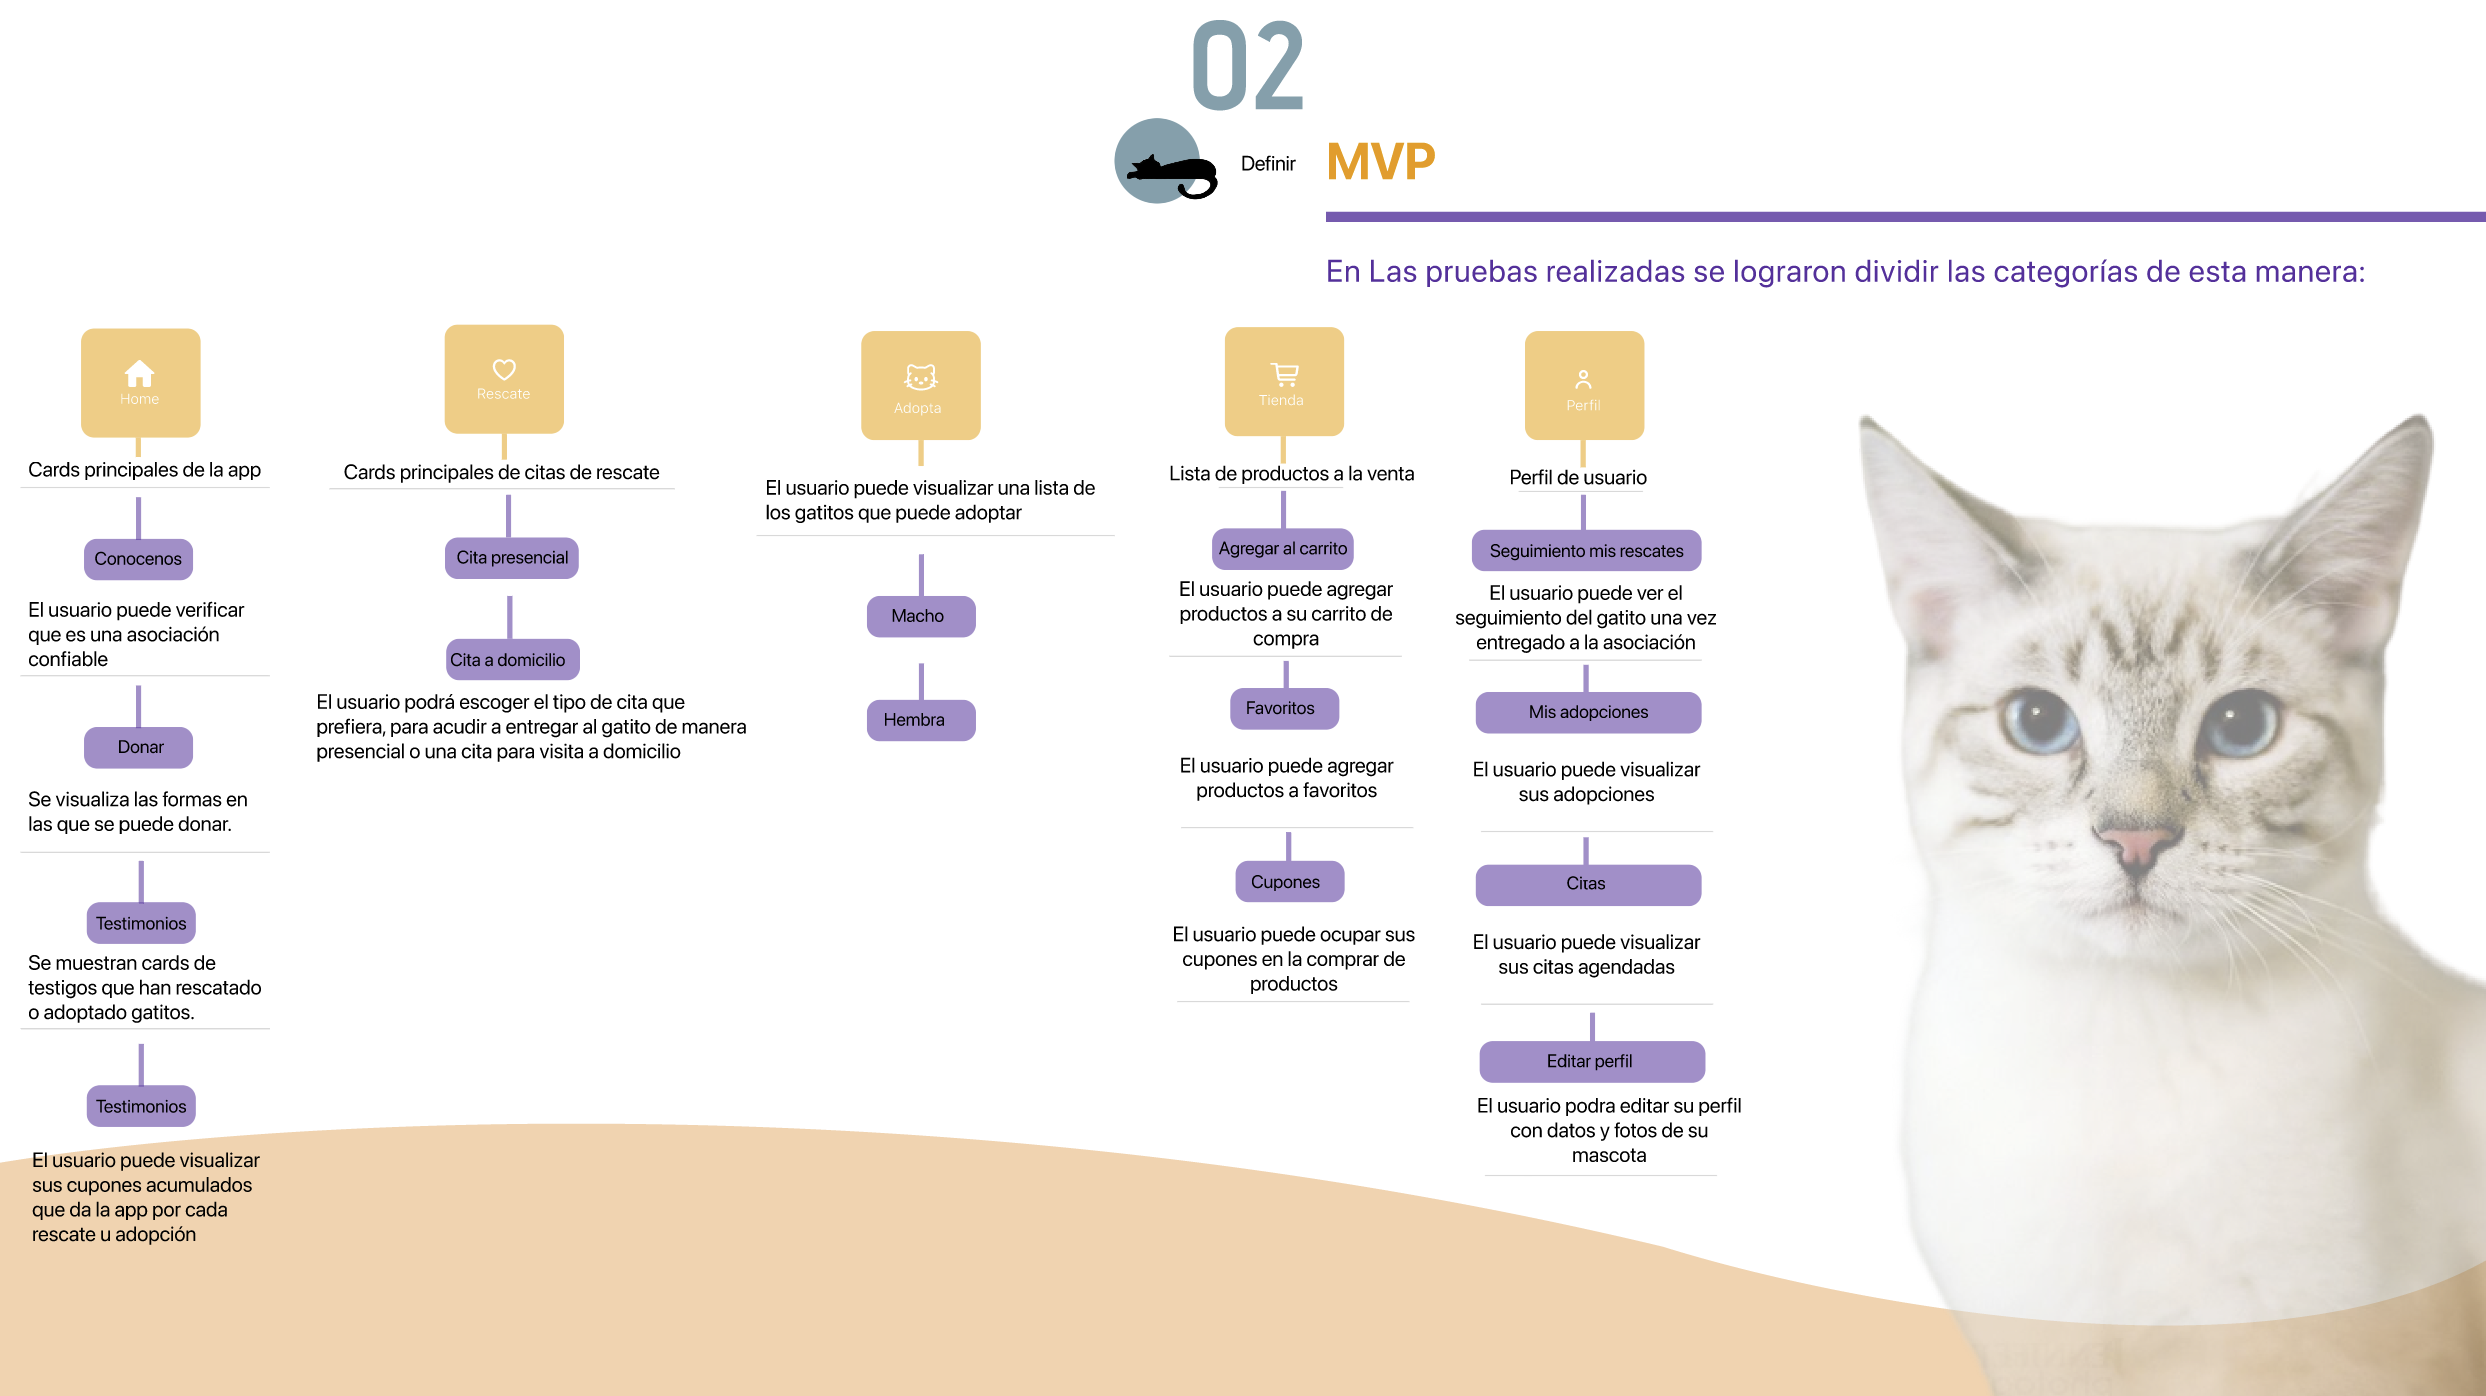 02
Definir
MVP
En Las pruebas realizadas se lograron dividir las categorías de esta manera:
Home
Cards principales de la app
Conocenos
El usuario puede verificar
que es una asociación
confiable
Donar
Se visualiza las formas en
las que se puede donar.
Testimonios
Se muestran cards de
testigos que han rescatado
o adoptado gatitos.
Testimonios
El usuario puede visualizar
sus cupones acumulados
que da la app por cada
rescate u adopción
Rescate
Cards principales de citas de rescate
Cita presencial
Cita a domicilio
El usuario podrá escoger el tipo de cita que
prefiera, para acudir a entregar al gatito de manera
presencial o una cita para visita a domicilio
Adopta
El usuario puede visualizar una lista de
los gatitos que puede adoptar
Macho
Hembra
Tienda
Lista de productos a la venta
Agregar al carrito
El usuario puede agregar
productos a su carrito de
compra
Favoritos
El usuario puede agregar
productos a favoritos
Cupones
El usuario puede ocupar sus
cupones en la comprar de
productos
Perfil
Perfil de usuario
Seguimiento mis rescates
El usuario puede ver el
seguimiento del gatito una vez
entregado a la asociación
Mis adopciones
El usuario puede visualizar
sus adopciones
Citas
El usuario puede visualizar
sus citas agendadas
Editar perfil
El usuario podra editar su perfil
con datos y fotos de su
mascota